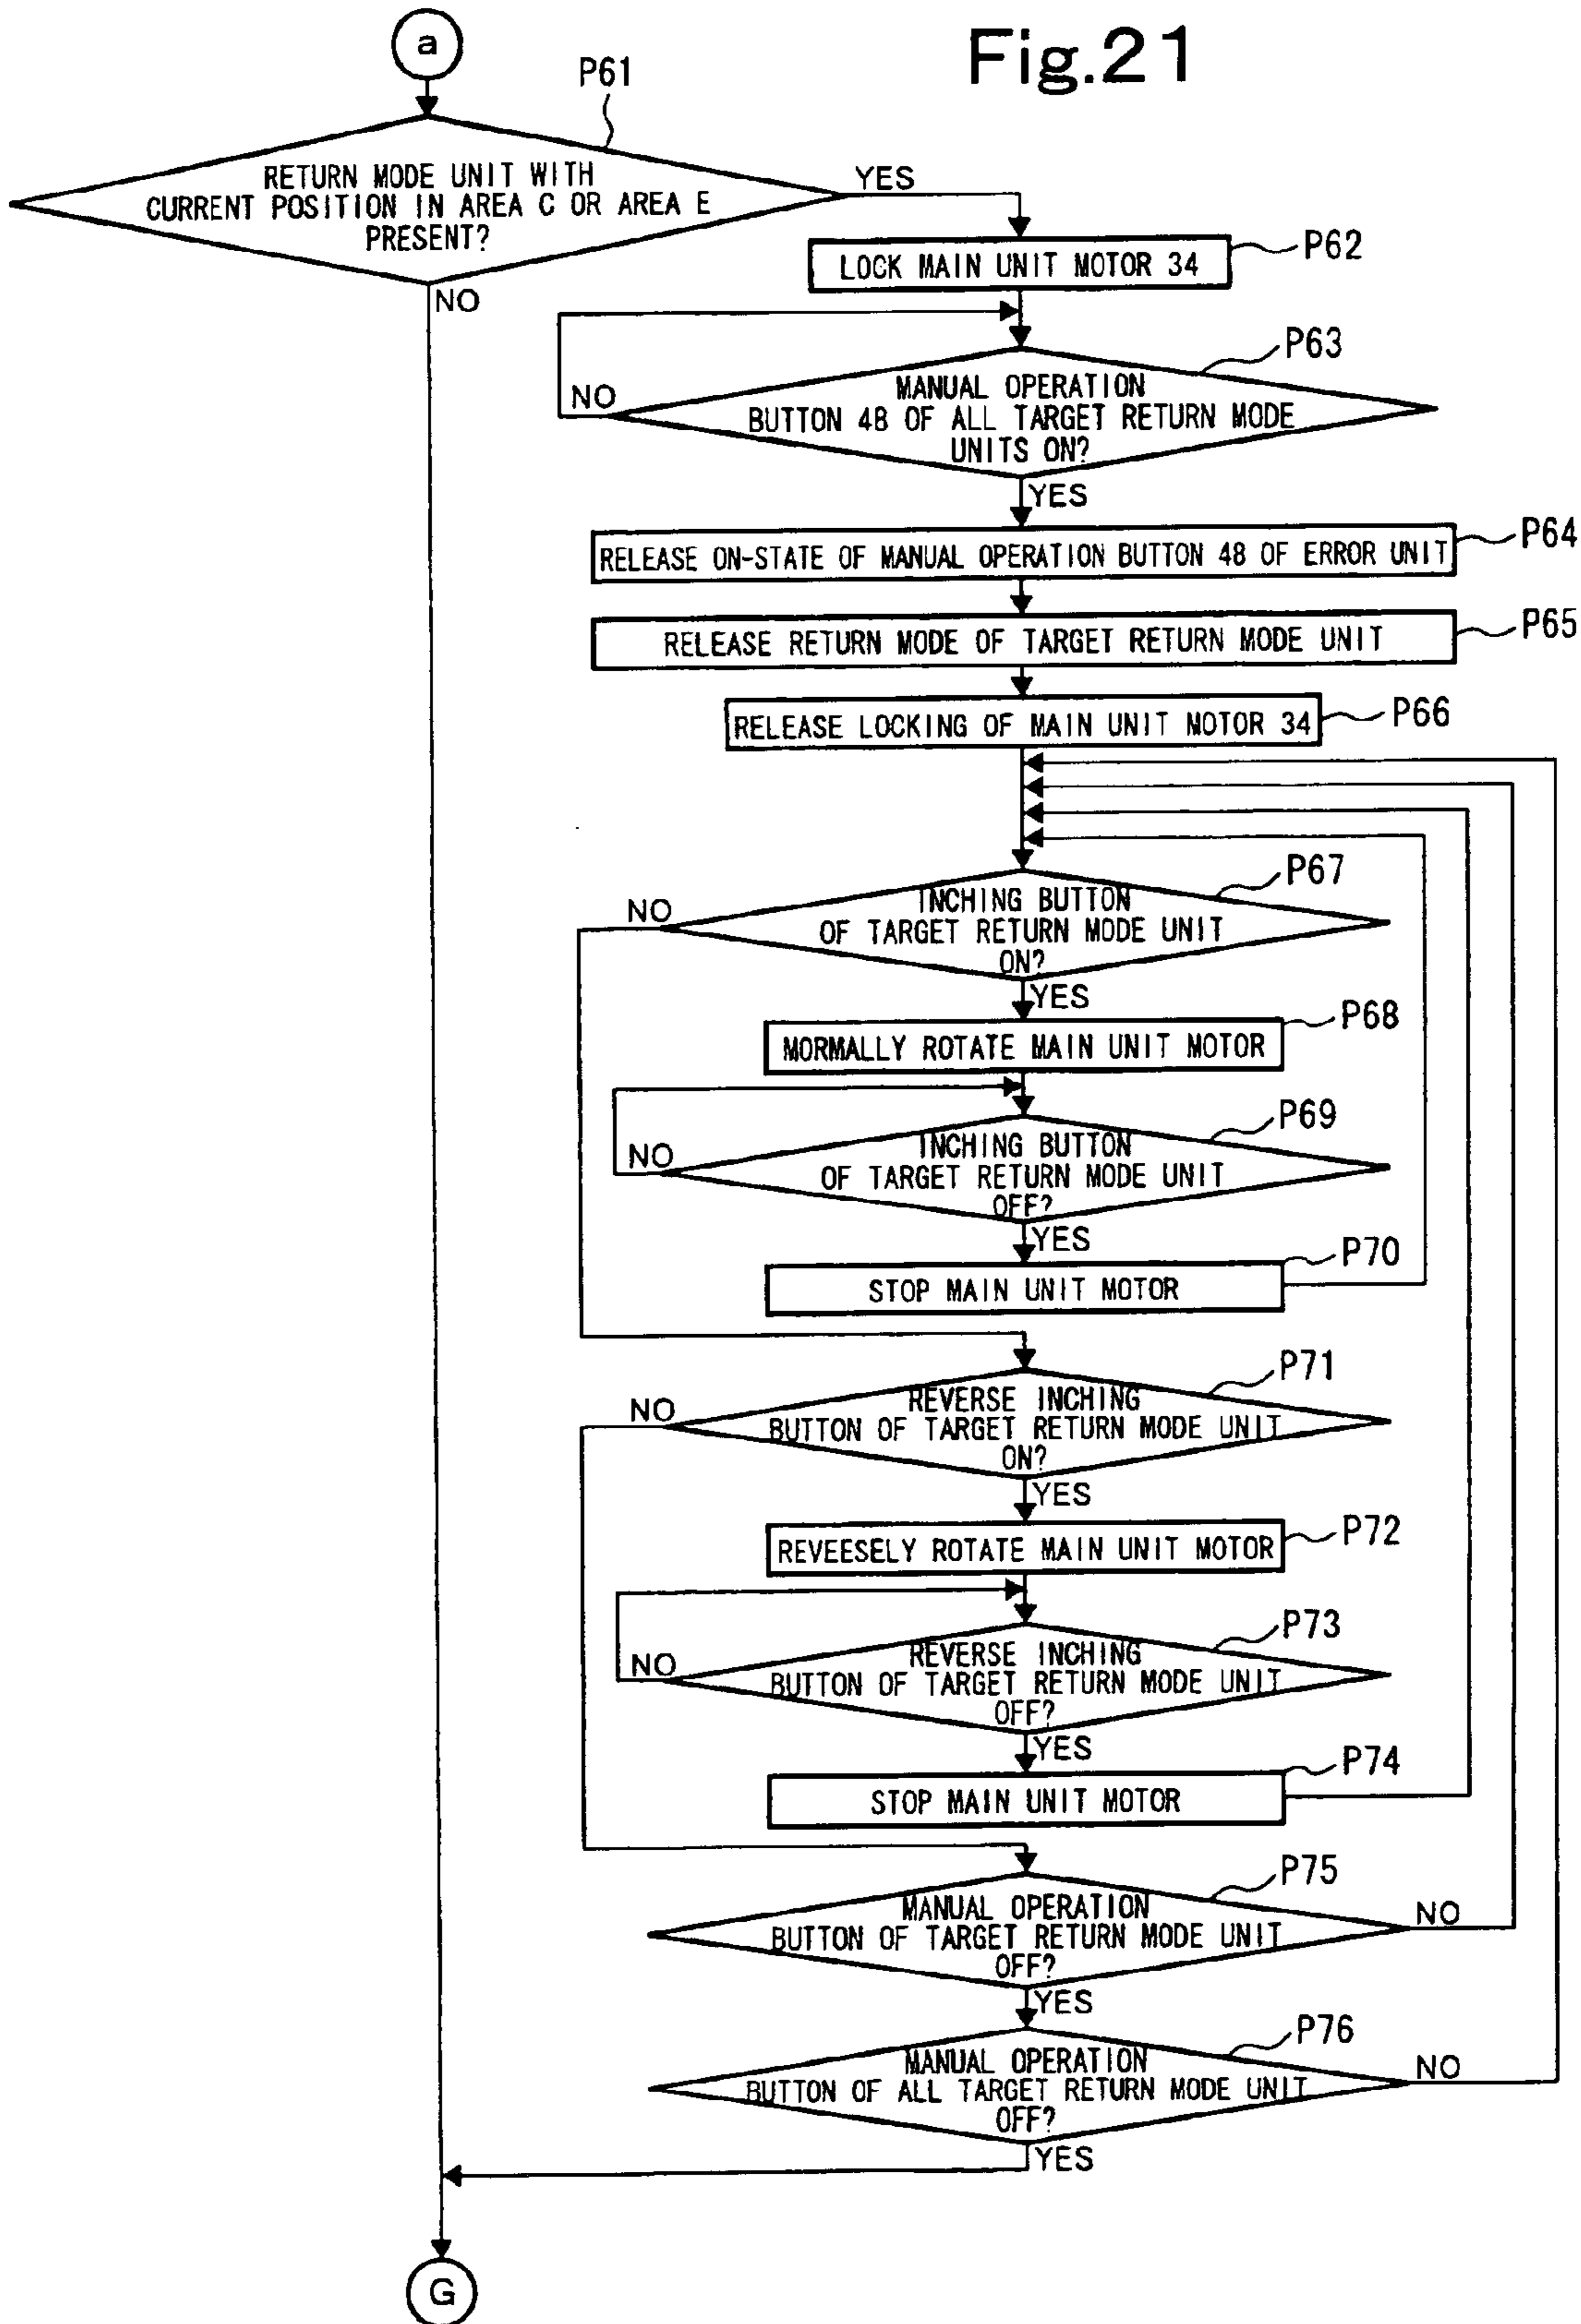 Fig.21
a
P61
RETURN MODE UNIT WITH
CURRENT POSITION IN AREA C OR AREA E
PRESENT?
YES
NO
LOCK MAIN UNIT MOTOR 34
P62
P63
MANUAL OPERATION
BUTTON 48 OF ALL TARGET RETURN MODE
UNITS ON?
NO
YES
RELEASE ON-STATE OF MANUAL OPERATION BUTTON 48 OF ERROR UNIT
P64
RELEASE RETURN MODE OF TARGET RETURN MODE UNIT
P65
RELEASE LOCKING OF MAIN UNIT MOTOR 34
P66
P67
INCHING BUTTON
OF TARGET RETURN MODE UNIT
ON?
NO
YES
P68
MORMALLY ROTATE MAIN UNIT MOTOR
P69
INCHING BUTTON
OF TARGET RETURN MODE UNIT
OFF?
NO
YES
P70
STOP MAIN UNIT MOTOR
P71
REVERSE INCHING
BUTTON OF TARGET RETURN MODE UNIT
ON?
NO
YES
P72
REVEESELY ROTATE MAIN UNIT MOTOR
P73
REVERSE INCHING
BUTTON OF TARGET RETURN MODE UNIT
OFF?
NO
YES
P74
STOP MAIN UNIT MOTOR
P75
MANUAL OPERATION
BUTTON OF TARGET RETURN MODE UNIT
OFF?
NO
YES
P76
MANUAL OPERATION
BUTTON OF ALL TARGET RETURN MODE UNIT
OFF?
NO
YES
G